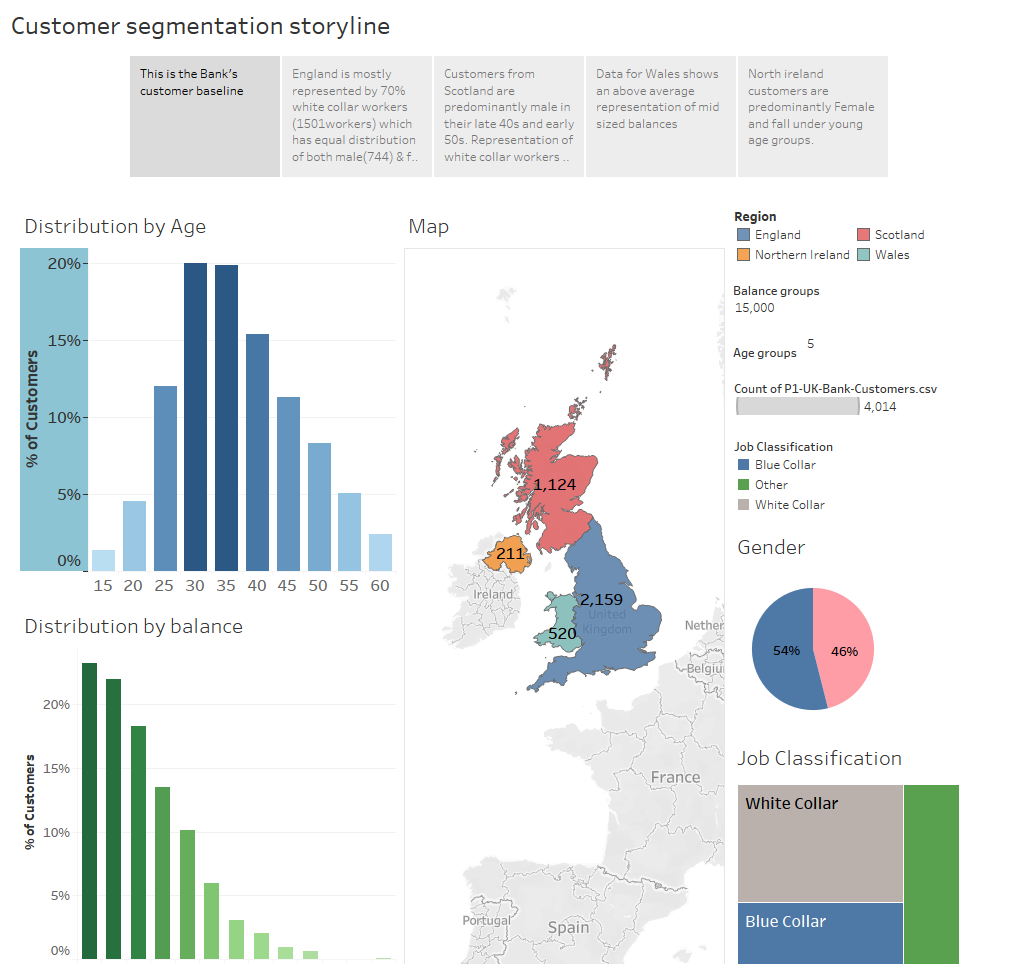 Customer segmentation storyline
This is the Bank's
customer baseline
England is mostly
represented by 70%
white collar workers
(1501workers) which
has equal distribution
of both male(744) & f..
Customers from
Scotland are
predominantly male in
their late 40s and early
50s. Representation of
white collar workers ..
Data for Wales shows
an above average
representation of mid
sized balances
North ireland
customers are
predominantly Female
and fall under young
age groups.
Distribution by Age
% of Customers
20%
15%
10%
5%
0%
15 20 25 30 35 40 45 50 55 60
Distribution by balance
% of Customers
20%
15%
10%
5%
0%
Map
1,124
211
2,159
520
Ireland
United
Kingdom
Nether
Belgiu
France
Portugal
Spain
Region
England Scotland
Northern Ireland Wales
Balance groups
15,000
Age groups 5
Count of P1-UK-Bank-Customers.csv
4,014
Job Classification
Blue Collar
Other
White Collar
Gender
54% 46%
Job Classification
White Collar
Blue Collar